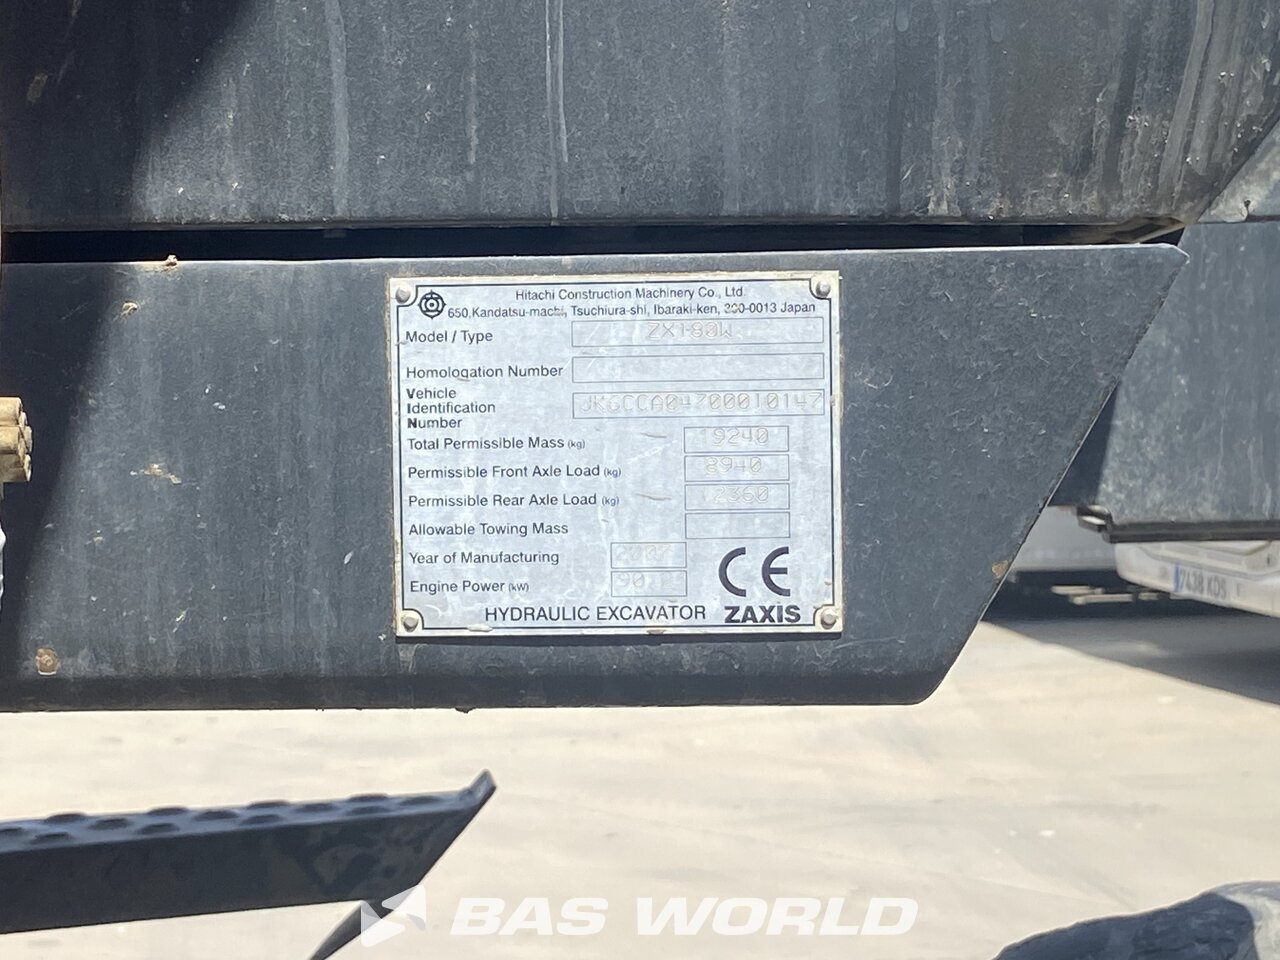 Hitachi Construction Machinery Co., Ltd.
650, Kandatsu-machi, Tsuchiura-shi, Ibaraki-ken, 300-0013 Japan
Model / Type ZX180W
Homologation Number
Vehicle
Identification
Number
JKGCCA04700010147
Total Permissible Mass (kg) 19240
Permissible Front Axle Load (kg) 8940
Permissible Rear Axle Load (kg) 12360
Allowable Towing Mass
Year of Manufacturing 2007
Engine Power (kW)
CE
HYDRAULIC EXCAVATOR ZAXIS
BAS WORLD